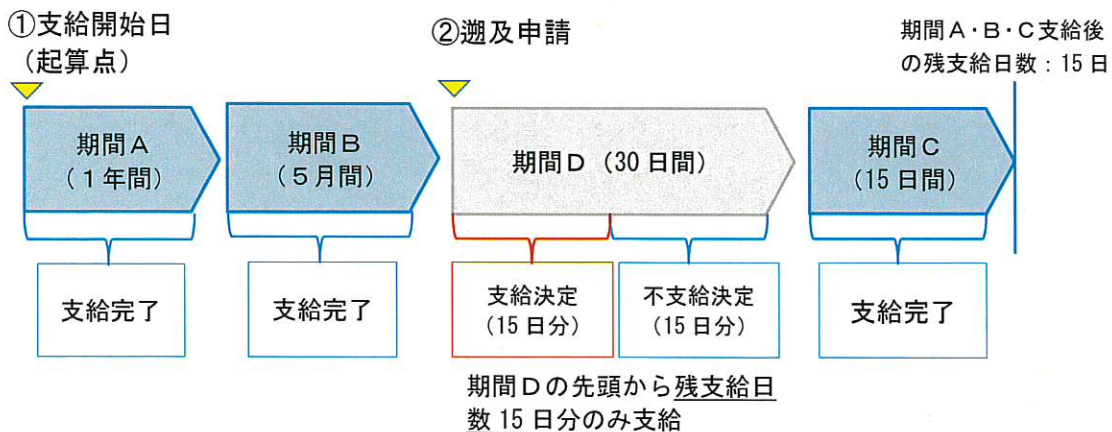 ①支給開始日
（起算点）
②遡及申請
期間A・B・C支給後
の残支給日数：15日
期間A
（１年間）
期間B
（５月間）
期間D（30日間）
期間C
（15日間）
支給完了
支給完了
支給決定
（15日分）
不支給決定
（15日分）
支給完了
期間Dの先頭から残支給日
数15日分のみ支給